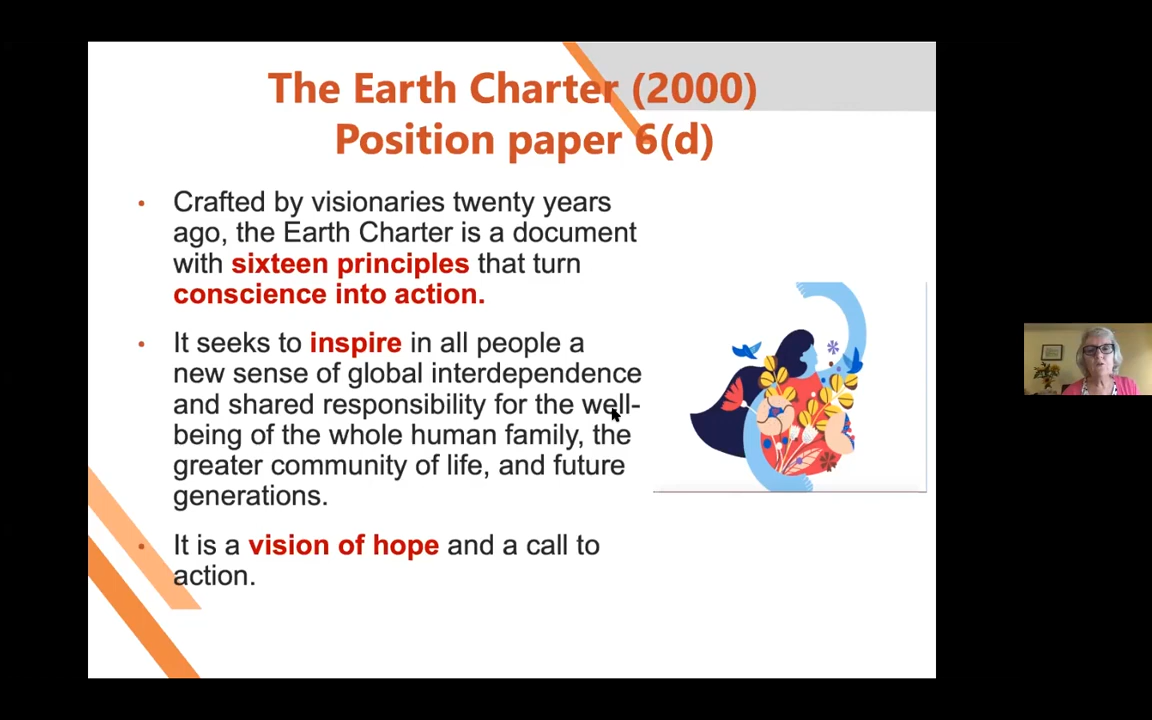 The Earth Charter (2000)
Position paper 6(d)
• Crafted by visionaries twenty years
ago, the Earth Charter is a document
with sixteen principles that turn
conscience into action.
• It seeks to inspire in all people a
new sense of global interdependence
and shared responsibility for the well-
being of the whole human family, the
greater community of life, and future
generations.
• It is a vision of hope and a call to
action.